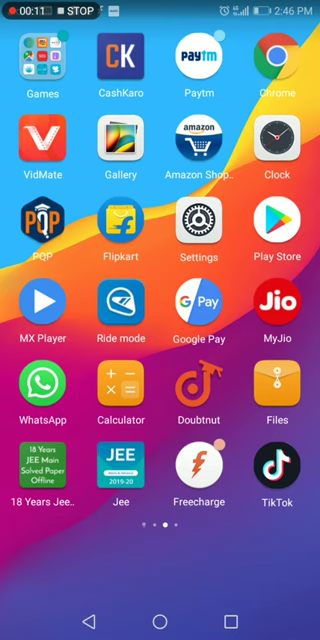 00:11 STOP 2:46 PM
Games CashKaro Paytm Chrome
CK paytm
VidMate Gallery Amazon Shop.. Clock
amazon
PQP Flipkart Settings Play Store
PQP
MX Player Ride mode Google Pay MyJio
G Pay Jio
WhatsApp Calculator Doubtnut Files
18 Years
JEE Main
Solved Paper
Offline
JEE
2019-20
18 Years Jee.. Jee Freecharge TikTok